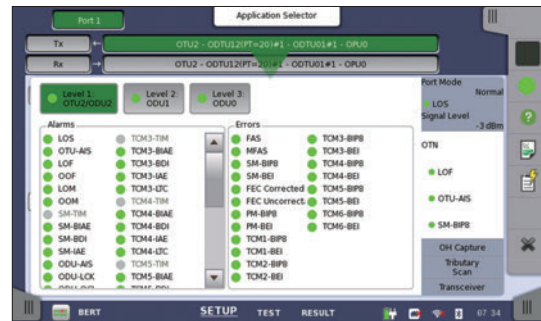 Port 1
Application Selector
Tx
OTU2 - ODTU12(PT=20)#1 - ODTU01#1 - OPU0
Rx
OTU2 - ODTU12(PT=20)#1 - ODTU01#1 - OPU0
Level 1:
OTU2/ODU2
Level 2:
ODU1
Level 3:
ODU0
Alarms
LOS
OTU-AIS
LOF
OOF
LOM
OOM
SM-TIM
SM-BIAE
SM-BDI
SM-IAE
ODU-AIS
ODU-LCK
TCM3-TIM
TCM3-BIAE
TCM3-BDI
TCM3-IAE
TCM3-LTC
TCM4-TIM
TCM4-BIAE
TCM4-BDI
TCM4-IAE
TCM4-LTC
TCM5-TIM
TCM5-BIAE
Errors
FAS
MFAS
SM-BIP8
SM-BEI
FEC Corrected
FEC Uncorrect.
PM-BIP8
PM-BEI
TCM1-BIP8
TCM1-BEI
TCM2-BIP8
TCM2-BEI
TCM3-BIP8
TCM3-BEI
TCM4-BIP8
TCM4-BEI
TCM5-BIP8
TCM5-BEI
TCM6-BIP8
TCM6-BEI
Port Mode
Normal
LOS
Signal Level
-3 dBm
OTN
LOF
OTU-AIS
SM-BIP8
OH Capture
Tributary
Scan
Transceiver
BERT
SETUP
TEST
RESULT
07 34